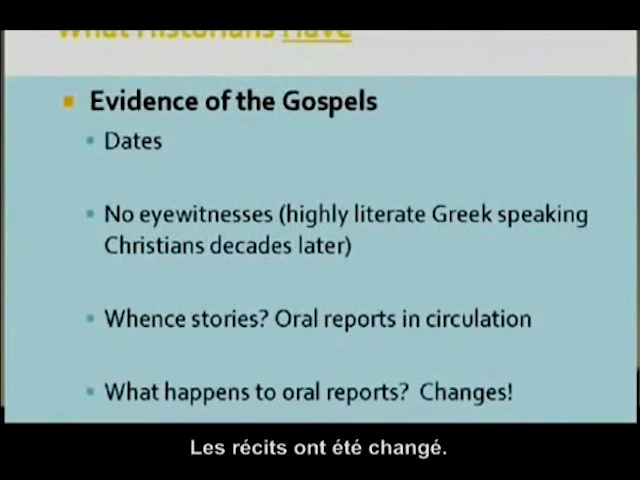 What Historians Have
Evidence of the Gospels
Dates
No eyewitnesses (highly literate Greek speaking
Christians decades later)
Whence stories? Oral reports in circulation
What happens to oral reports? Changes!
Les récits ont été changé.